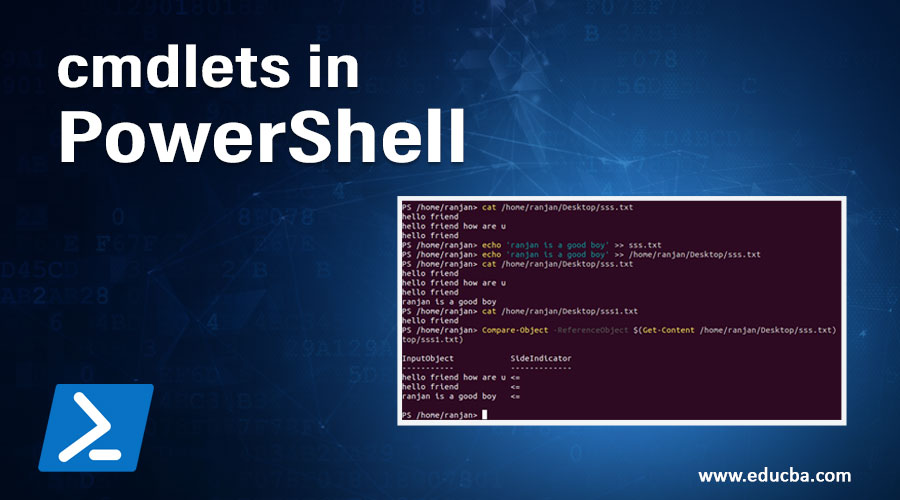 cmdlets in
PowerShell
PS /home/ranjan> cat /home/ranjan/Desktop/sss.txt
hello friend
hello friend how are u
hello friend
PS /home/ranjan> echo 'ranjan is a good boy' >> sss.txt
PS /home/ranjan> echo 'ranjan is a good boy' >> /home/ranjan/Desktop/sss.txt
PS /home/ranjan> cat /home/ranjan/Desktop/sss.txt
hello friend
hello friend how are u
hello friend
ranjan is a good boy
PS /home/ranjan> cat /home/ranjan/Desktop/sss1.txt
hello friend
PS /home/ranjan> Compare-Object -ReferenceObject $(Get-Content /home/ranjan/Desktop/sss.txt)
top/sss1.txt)
InputObject SideIndicator
----------- -------------
hello friend how are u <=
hello friend <=
ranjan is a good boy <=
PS /home/ranjan>
www.educba.com